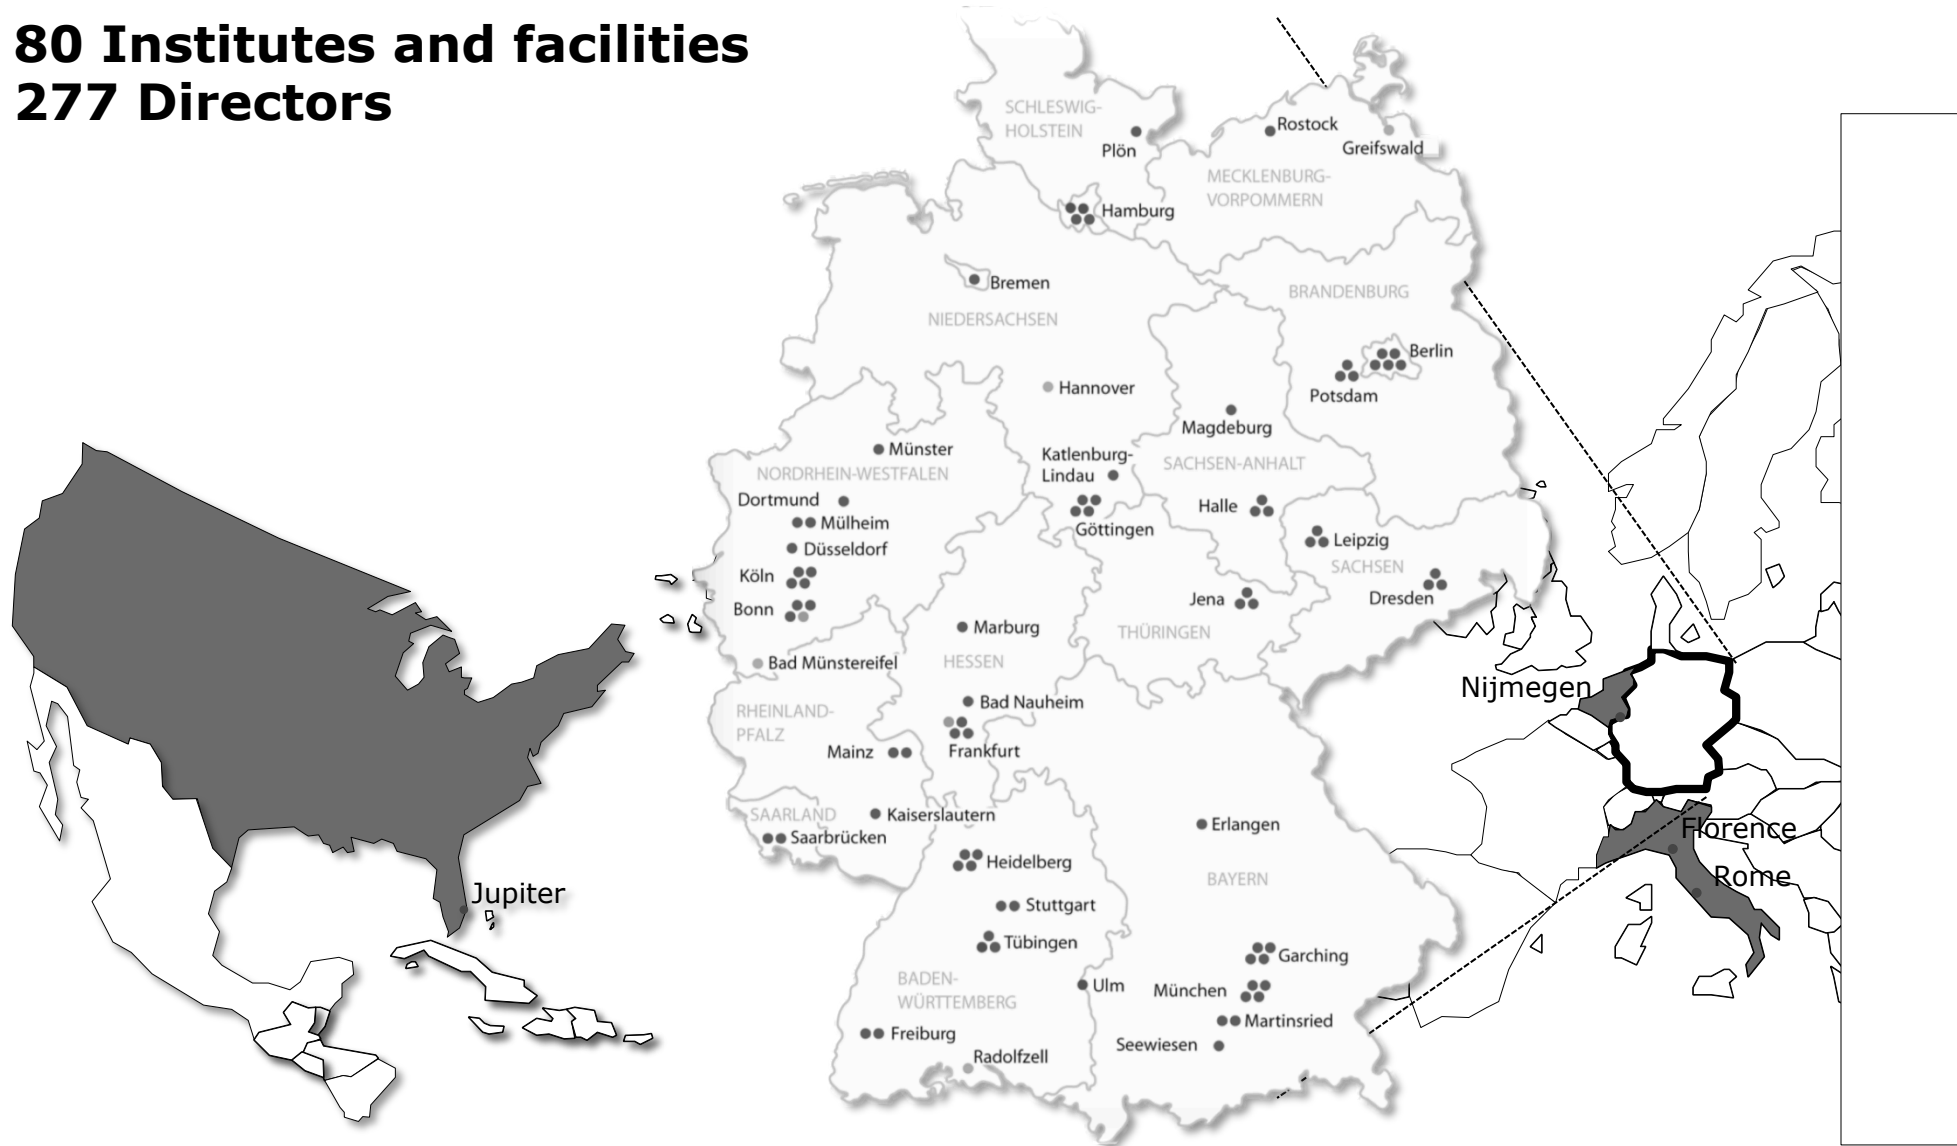 80 Institutes and facilities
277 Directors
SCHLESWIG-
HOLSTEIN
Plön
Rostock
Greifswald
MECKLENBURG-
VORPOMMERN
Hamburg
Bremen
NIEDERSACHSEN
BRANDENBURG
Berlin
Potsdam
Hannover
Magdeburg
Münster
NORDRHEIN-WESTFALEN
Katlenburg-
Lindau
SACHSEN-ANHALT
Dortmund
Mülheim
Göttingen
Halle
Düsseldorf
Leipzig
SACHSEN
Köln
Bonn
Jena
Dresden
Marburg
THÜRINGEN
Bad Münstereifel
HESSEN
Nijmegen
RHEINLAND-
PFALZ
Bad Nauheim
Mainz
Frankfurt
SAARLAND
Kaiserslautern
Saarbrücken
Erlangen
Florence
Heidelberg
BAYERN
Rome
Jupiter
Stuttgart
Tübingen
Garching
BADEN-
WÜRTTEMBERG
Ulm
München
Martinsried
Freiburg
Seewiesen
Radolfzell